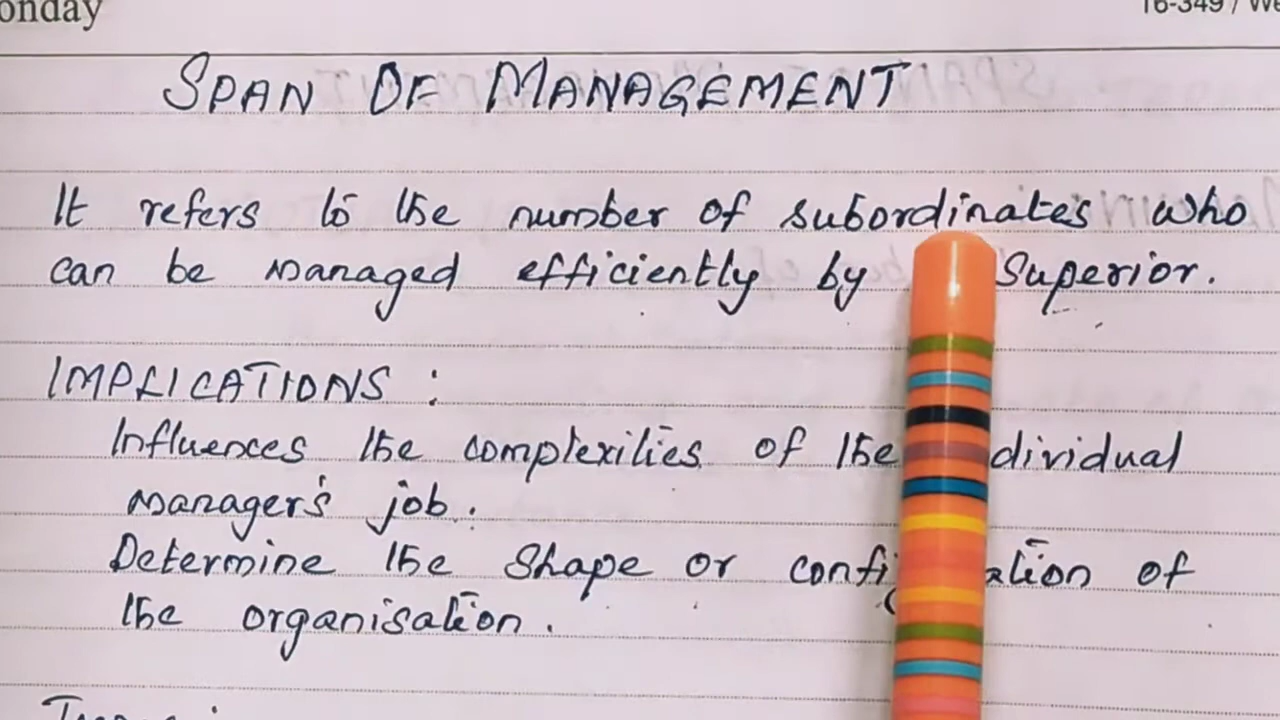 onday
16-349 / We
SPAN OF MANAGEMENT
It refers to the number of subordinates who
can be managed efficiently by Superior.
IMPLICATIONS :
Influences the complexities of the dividual
manager's job.
Determine the shape or confi ation of
the organisation.